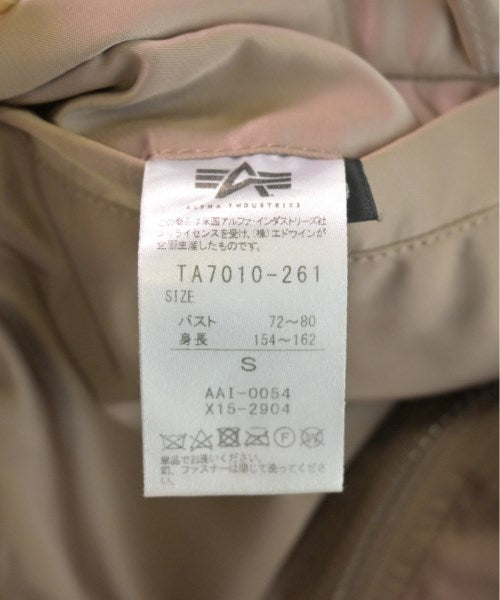 ALPHA INDUSTRIES
この商品は米国アルファ・インダストリーズ社
よりライセンスを受け、(株)エドウインが
企画生産したものです。
TA7010-261
SIZE
バスト 72～80
身長 154～162
S
AAI-0054
X15-2904
F
単品でお洗いください。
釦、ファスナーは閉じて洗ってください。